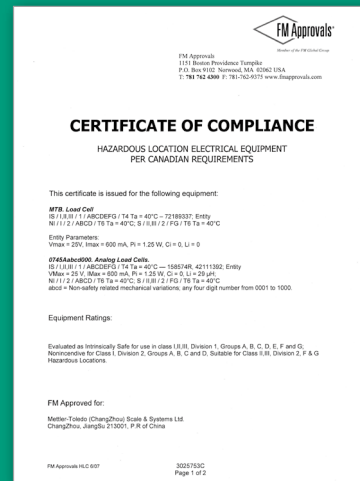 FM Approvals
Member of the FM Global Group
FM Approvals
1151 Boston Providence Turnpike
P.O. Box 9102 Norwood, MA 02062 USA
T: 781 762 4300 F: 781-762-9375 www.fmapprovals.com
CERTIFICATE OF COMPLIANCE
HAZARDOUS LOCATION ELECTRICAL EQUIPMENT
PER CANADIAN REQUIREMENTS
This certificate is issued for the following equipment:
MTB. Load Cell
IS / I,II,III / 1 / ABCDEFG / T4 Ta = 40°C – 72189337; Entity
NI / I / 2 / ABCD / T6 Ta = 40°C; S / II,III / 2 / FG / T6 Ta = 40°C
Entity Parameters:
Vmax = 25V, Imax = 600 mA, Pi = 1.25 W, Ci = 0, Li = 0
0745Aabcd000. Analog Load Cells.
IS / I,II,III / 1 / ABCDEFG / T4 Ta = 40°C — 158574R, 42111392; Entity
VMax = 25 V, IMax = 600 mA, Pi = 1.25 W, Ci = 0, Li = 29 µH;
NI / I / 2 / ABCD / T6 Ta = 40°C; S / II,III / 2 / FG / T6 Ta = 40°C
abcd = Non-safety related mechanical variations; any four digit number from 0001 to 1000.
Equipment Ratings:
Evaluated as Intrinsically Safe for use in class I,II,III, Division 1, Groups A, B, C, D, E, F and G;
Nonincendive for Class I, Division 2, Groups A, B, C and D, Suitable for Class II,III, Division 2, F & G
Hazardous Locations.
FM Approved for:
Mettler-Toledo (ChangZhou) Scale & Systems Ltd.
ChangZhou, JiangSu 213001, P.R of China
FM Approvals HLC 6/07
3025753C
Page 1 of 2